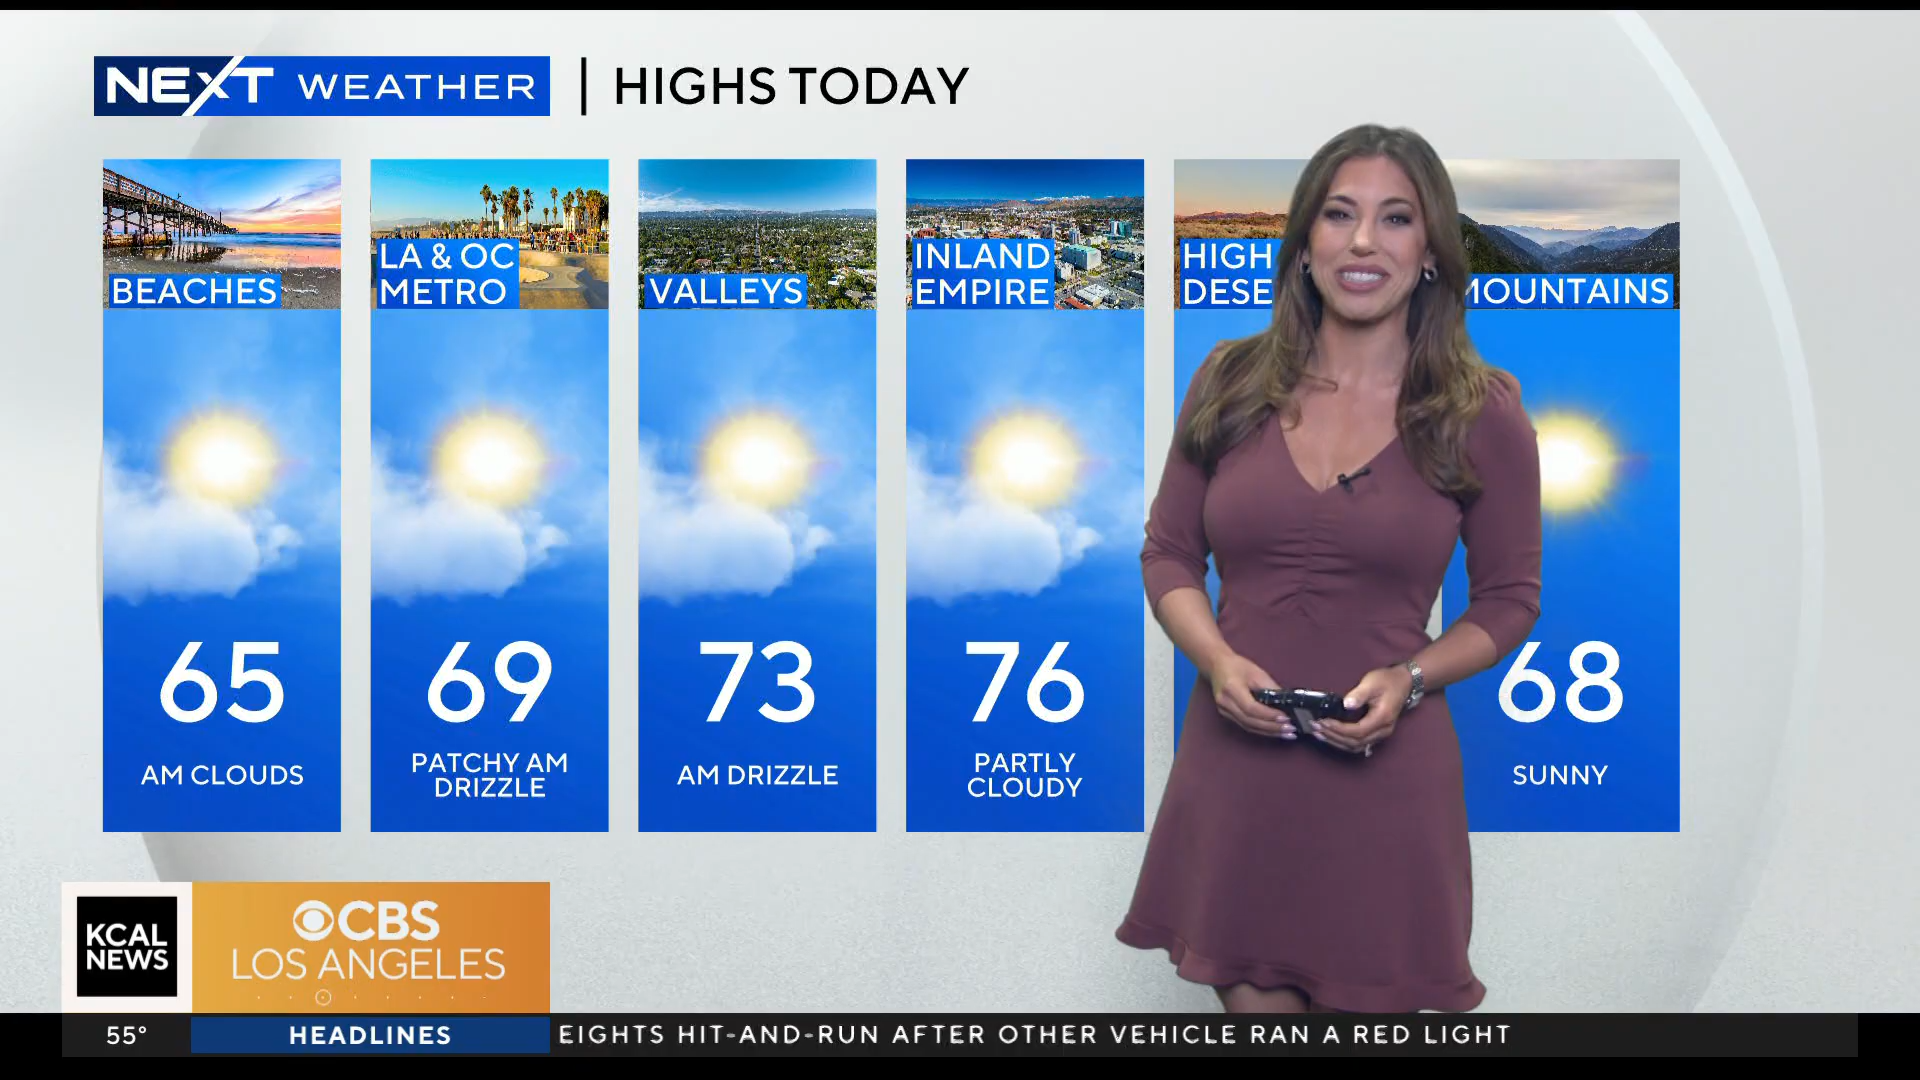 NEXT WEATHER | HIGHS TODAY
BEACHES
65
AM CLOUDS
LA & OC
METRO
69
PATCHY AM
DRIZZLE
VALLEYS
73
AM DRIZZLE
INLAND
EMPIRE
76
PARTLY
CLOUDY
HIGH
DESE
MOUNTAINS
68
SUNNY
KCAL
NEWS
CBS
LOS ANGELES
55°
HEADLINES
EIGHTS HIT-AND-RUN AFTER OTHER VEHICLE RAN A RED LIGHT